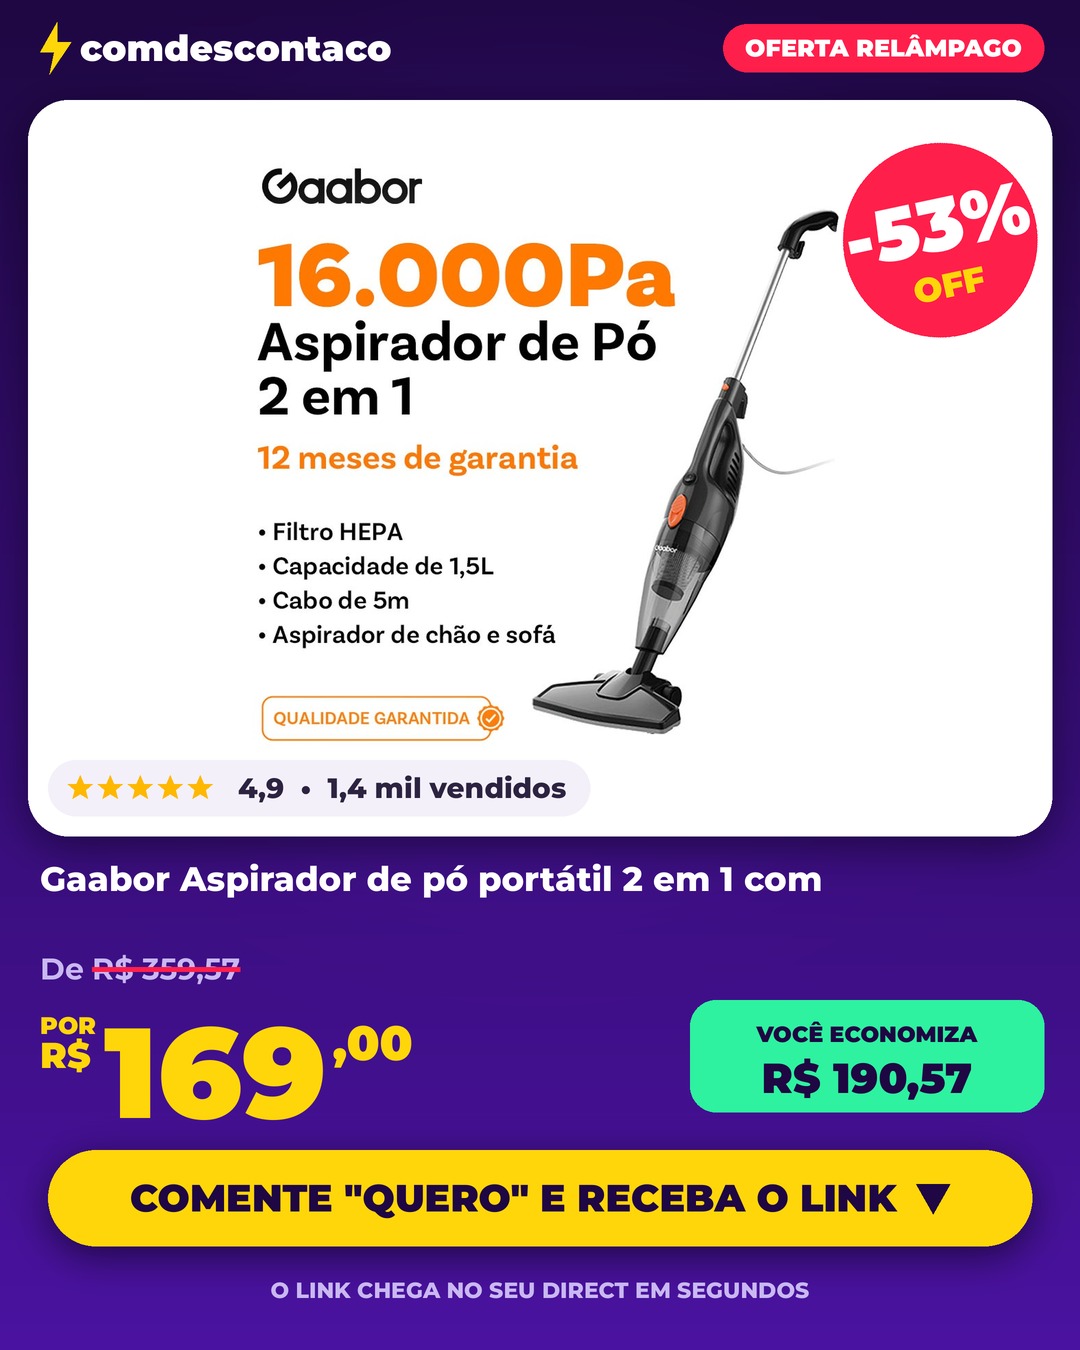 comdescontaco
OFERTA RELÂMPAGO
Gaabor
-53%
OFF
16.000Pa
Aspirador de Pó
2 em 1
12 meses de garantia
• Filtro HEPA
• Capacidade de 1,5L
• Cabo de 5m
• Aspirador de chão e sofá
Gaabor
QUALIDADE GARANTIDA
4,9 • 1,4 mil vendidos
Gaabor Aspirador de pó portátil 2 em 1 com
De R$ 359,57
POR
R$ 169,00
VOCÊ ECONOMIZA
R$ 190,57
COMENTE "QUERO" E RECEBA O LINK ▼
O LINK CHEGA NO SEU DIRECT EM SEGUNDOS